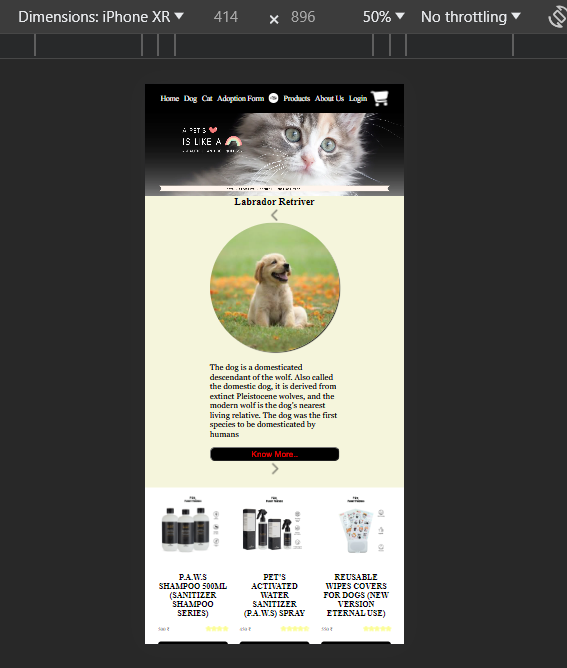 Dimensions: iPhone XR 414 × 896 50% No throttling
Home Dog Cat Adoption Form Products About Us Login
A PET'S
IS LIKE A
Labrador Retriver
The dog is a domesticated
descendant of the wolf. Also called
the domestic dog, it is derived from
extinct Pleistocene wolves, and the
modern wolf is the dog's nearest
living relative. The dog was the first
species to be domesticated by
humans
Know More..
P.A.W.S
SHAMPOO 500ML
(SANITIZER
SHAMPOO
SERIES)
PET'S
ACTIVATED
WATER
SANITIZER
(P.A.W.S) SPRAY
REUSABLE
WIPES COVERS
FOR DOGS (NEW
VERSION
ETERNAL USE)